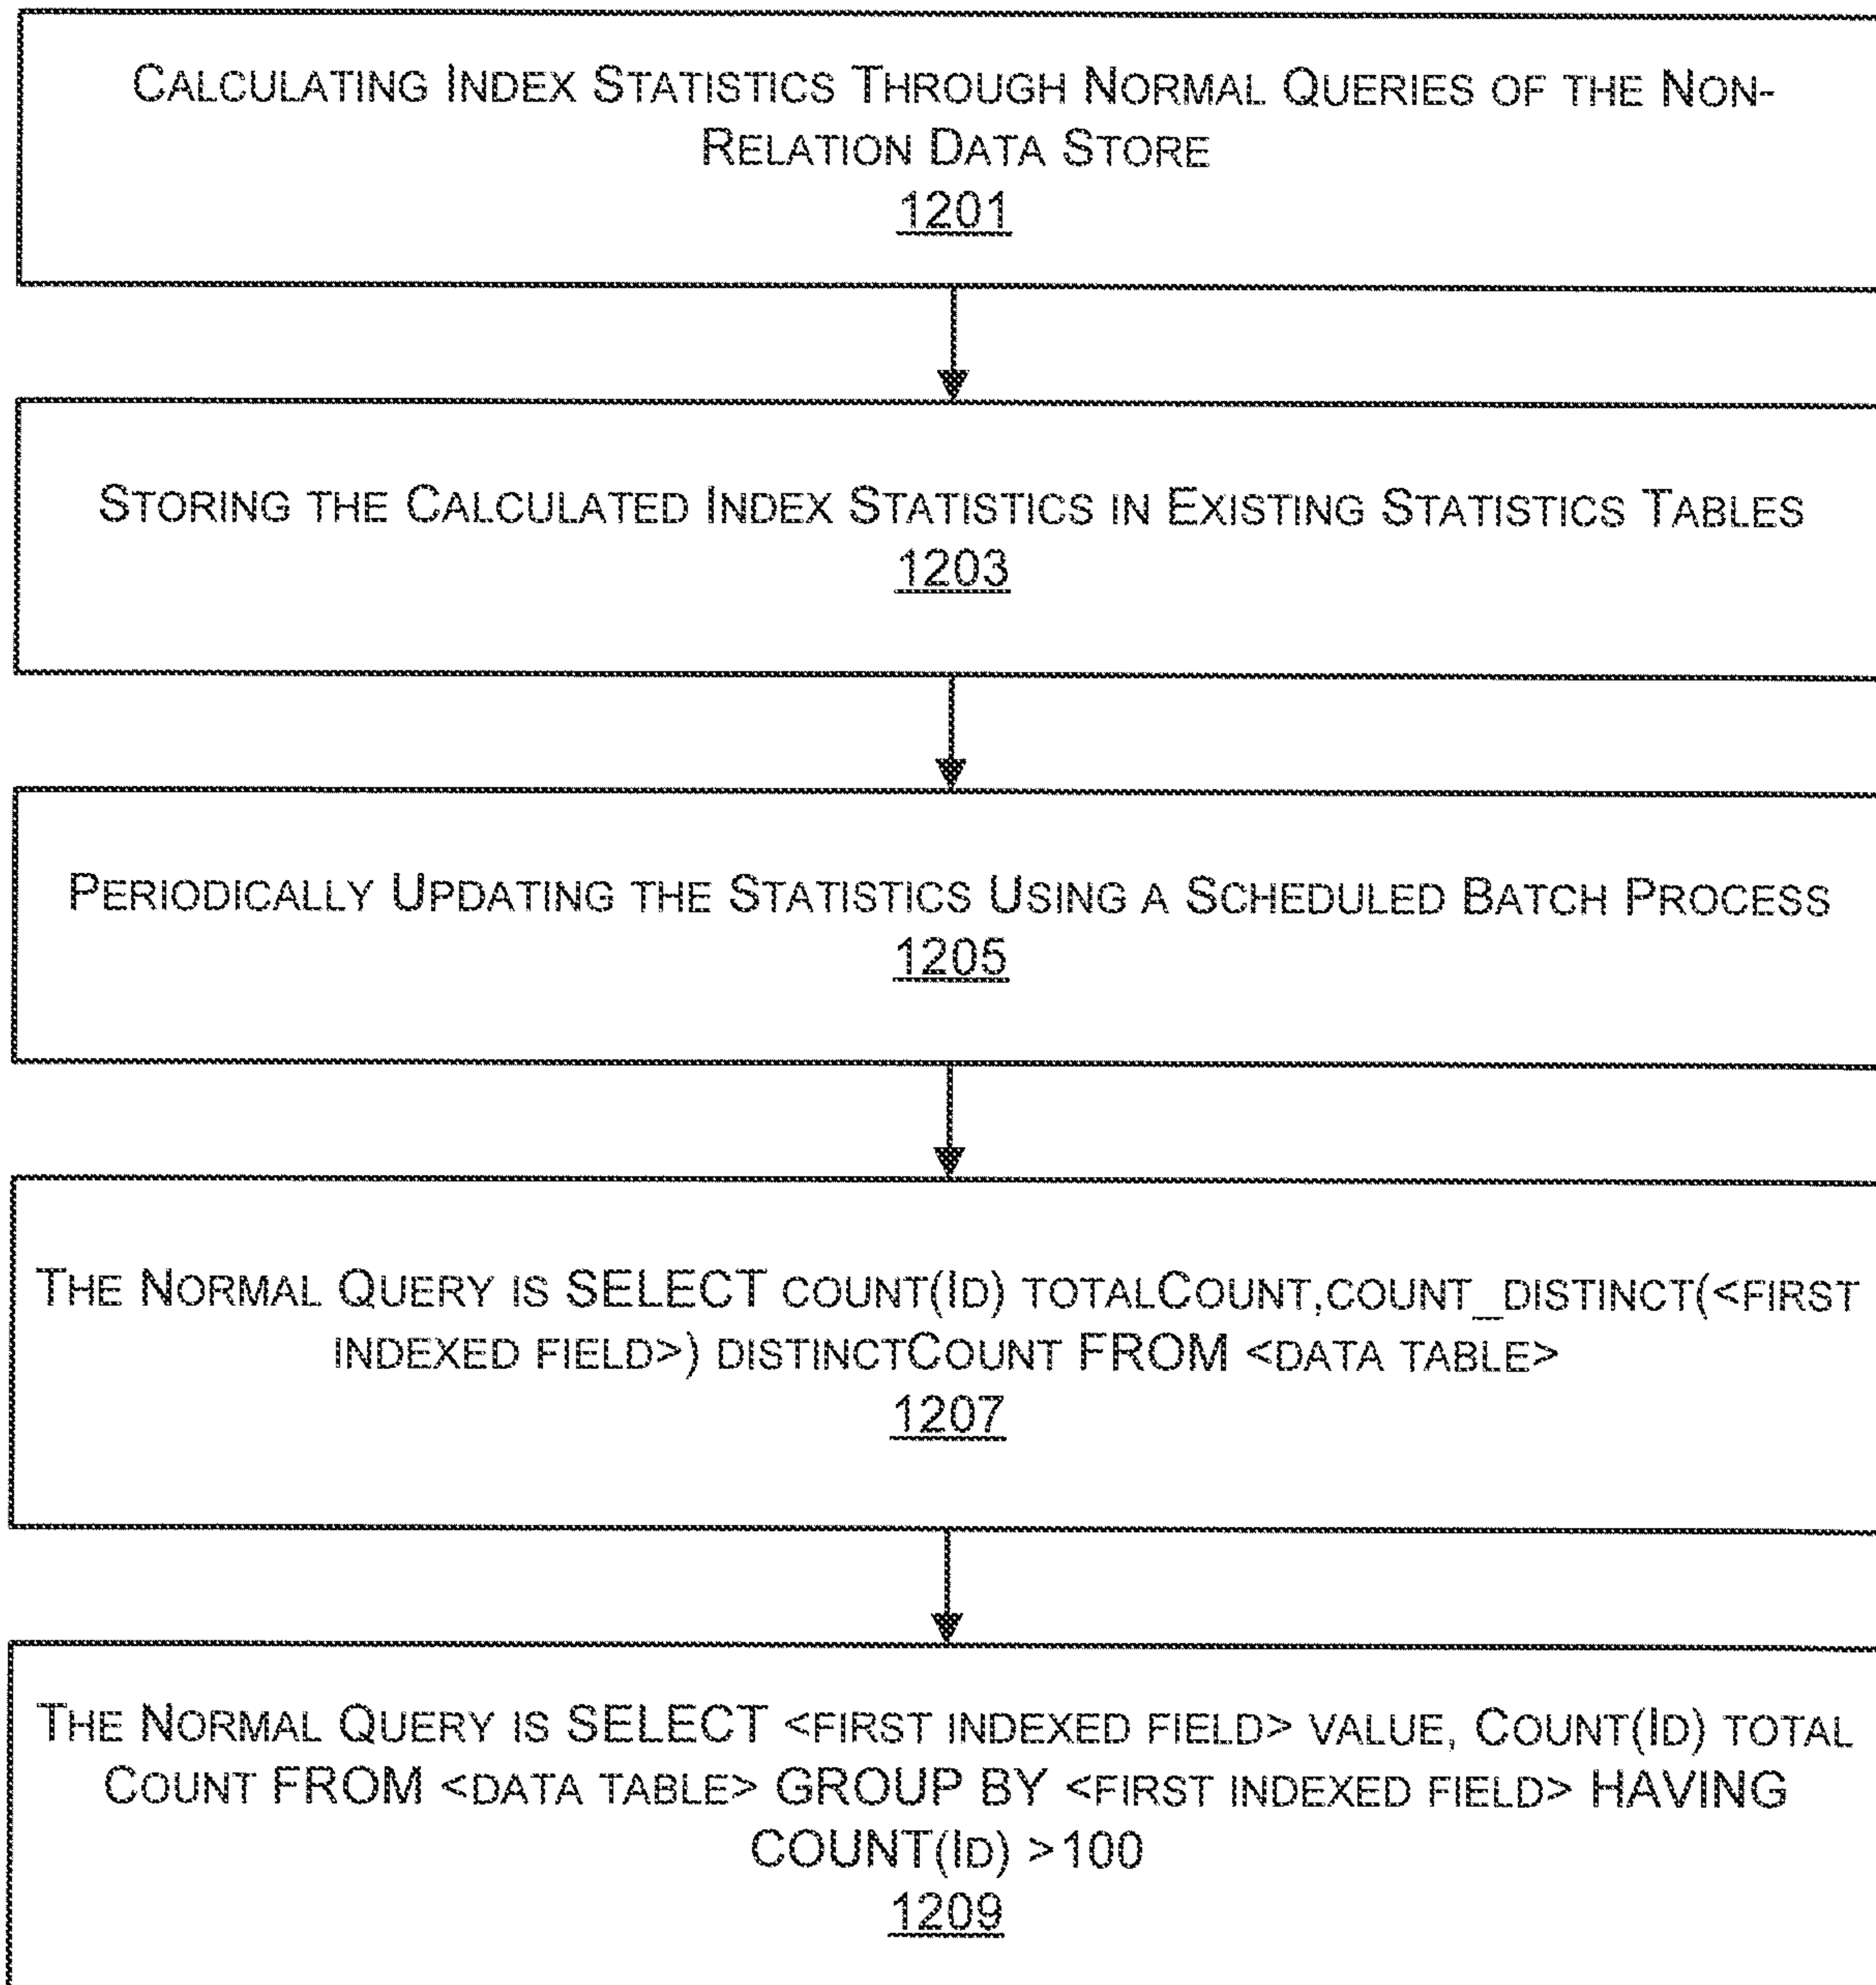 CALCULATING INDEX STATISTICS THROUGH NORMAL QUERIES OF THE NON-
RELATION DATA STORE
1201
STORING THE CALCULATED INDEX STATISTICS IN EXISTING STATISTICS TABLES
1203
PERIODICALLY UPDATING THE STATISTICS USING A SCHEDULED BATCH PROCESS
1205
THE NORMAL QUERY IS SELECT COUNT(ID) TOTALCOUNT,COUNT_DISTINCT(<FIRST
INDEXED FIELD>) DISTINCTCOUNT FROM <DATA TABLE>
1207
THE NORMAL QUERY IS SELECT <FIRST INDEXED FIELD> VALUE, COUNT(ID) TOTAL
COUNT FROM <DATA TABLE> GROUP BY <FIRST INDEXED FIELD> HAVING
COUNT(ID) >100
1209